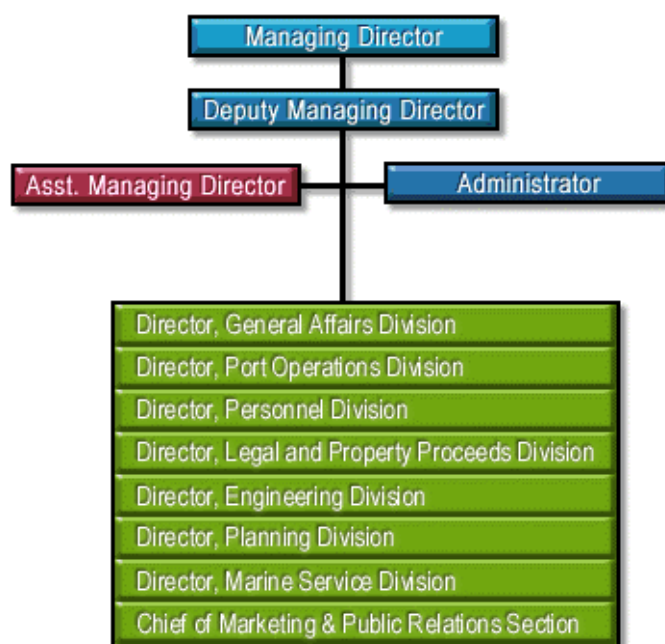 Managing Director
Deputy Managing Director
Asst. Managing Director
Administrator
Director, General Affairs Division
Director, Port Operations Division
Director, Personnel Division
Director, Legal and Property Proceeds Division
Director, Engineering Division
Director, Planning Division
Director, Marine Service Division
Chief of Marketing & Public Relations Section